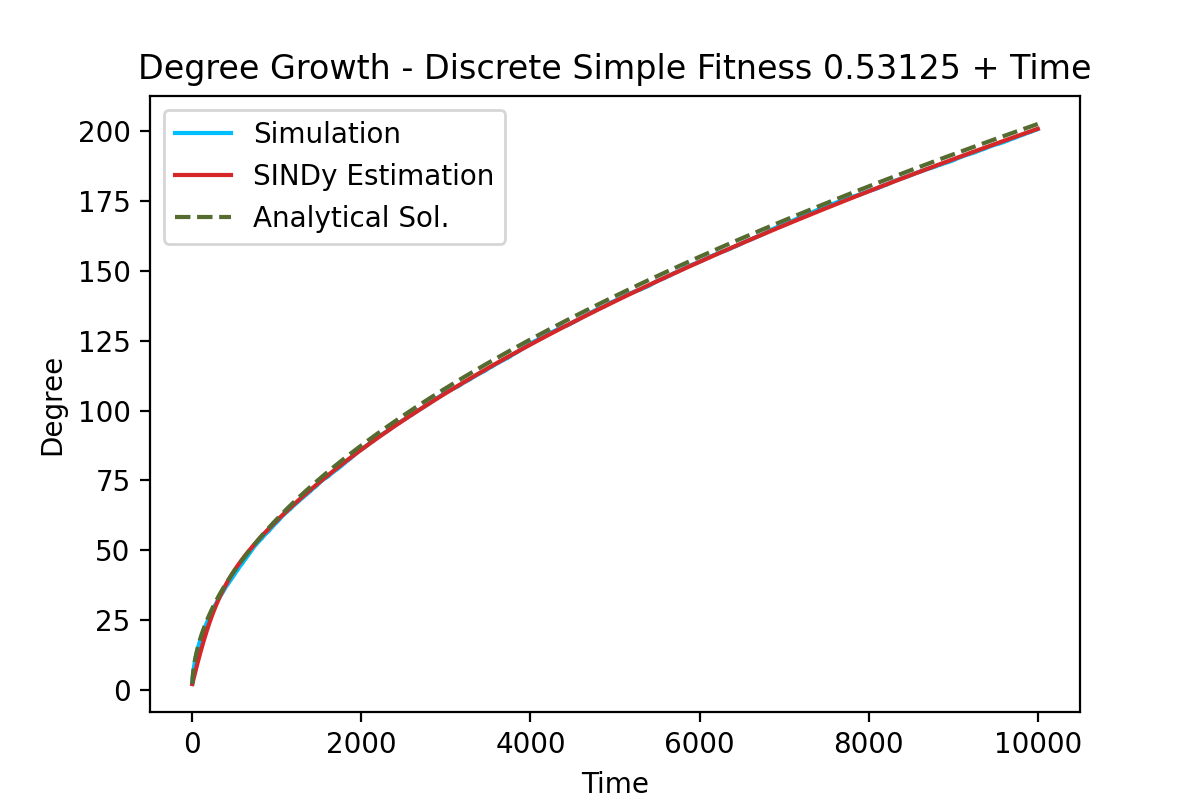 Degree Growth - Discrete Simple Fitness 0.53125 + Time
Simulation
SINDy Estimation
Analytical Sol.
200
175
150
125
100
75
50
25
0
Degree
0 2000 4000 6000 8000 10000
Time